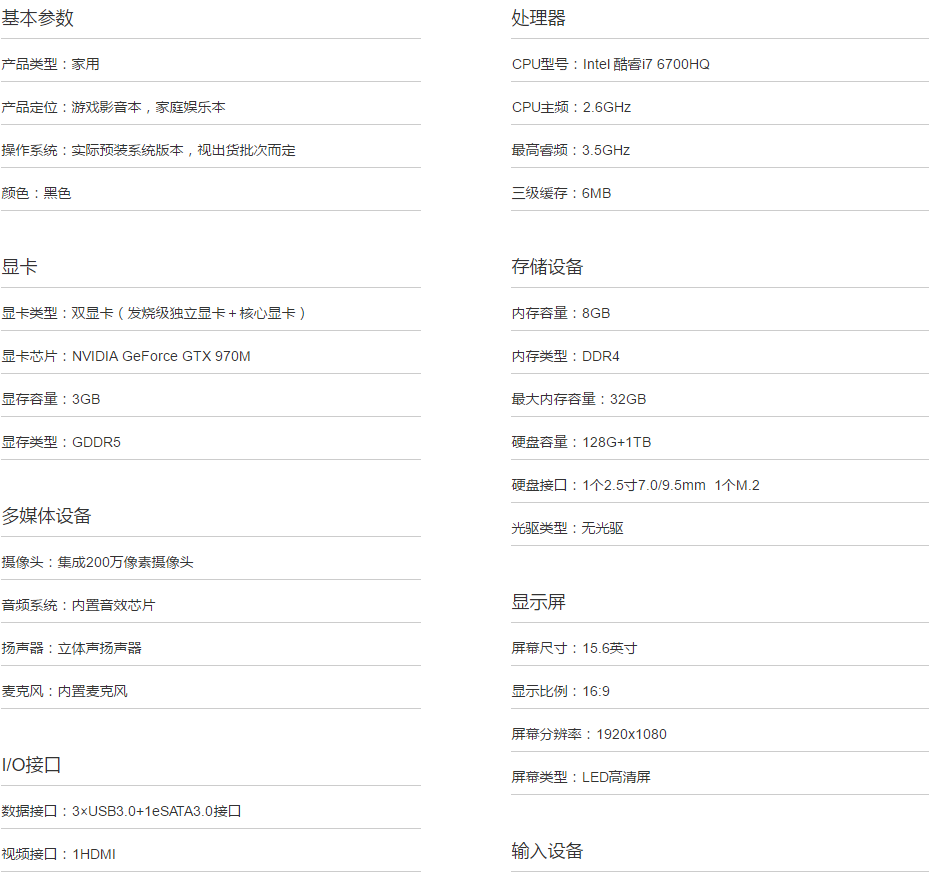 基本参数
产品类型：家用
产品定位：游戏影音本，家庭娱乐本
操作系统：实际预装系统版本，视出货批次而定
颜色：黑色
显卡
显卡类型：双显卡（发烧级独立显卡＋核心显卡）
显卡芯片：NVIDIA GeForce GTX 970M
显存容量：3GB
显存类型：GDDR5
多媒体设备
摄像头：集成200万像素摄像头
音频系统：内置音效芯片
扬声器：立体声扬声器
麦克风：内置麦克风
I/O接口
数据接口：3×USB3.0+1eSATA3.0接口
视频接口：1HDMI
处理器
CPU型号：Intel 酷睿i7 6700HQ
CPU主频：2.6GHz
最高睿频：3.5GHz
三级缓存：6MB
存储设备
内存容量：8GB
内存类型：DDR4
最大内存容量：32GB
硬盘容量：128G+1TB
硬盘接口：1个2.5寸7.0/9.5mm 1个M.2
光驱类型：无光驱
显示屏
屏幕尺寸：15.6英寸
显示比例：16:9
屏幕分辨率：1920x1080
屏幕类型：LED高清屏
输入设备